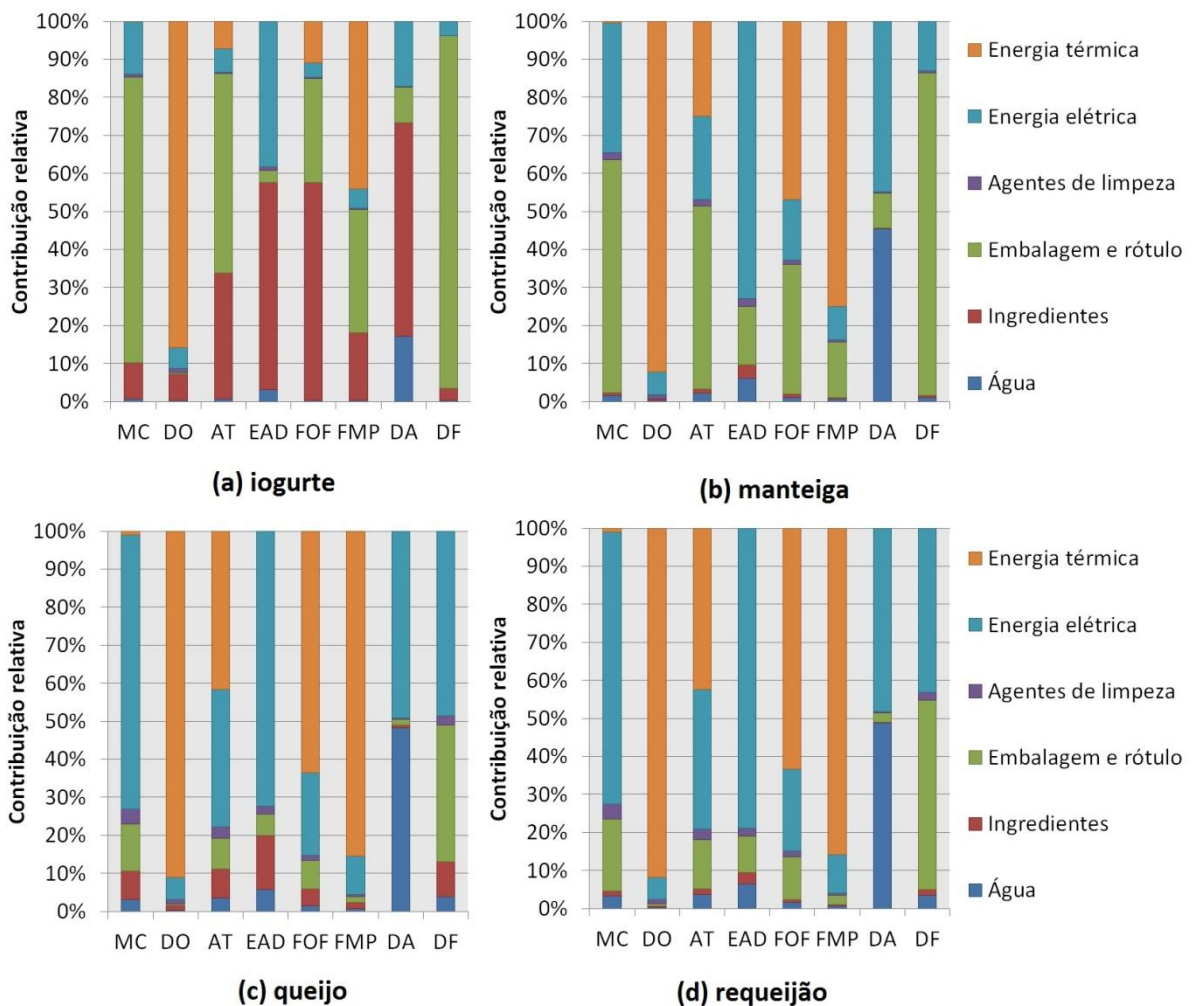 Contribuição relativa
100%
90%
80%
70%
60%
50%
40%
30%
20%
10%
0%
MC DO AT EAD FOF FMP DA DF
(a) iogurte
Contribuição relativa
100%
90%
80%
70%
60%
50%
40%
30%
20%
10%
0%
MC DO AT EAD FOF FMP DA DF
(b) manteiga
Energia térmica
Energia elétrica
Agentes de limpeza
Embalagem e rótulo
Ingredientes
Água
Contribuição relativa
100%
90%
80%
70%
60%
50%
40%
30%
20%
10%
0%
MC DO AT EAD FOF FMP DA DF
(c) queijo
Contribuição relativa
100%
90%
80%
70%
60%
50%
40%
30%
20%
10%
0%
MC DO AT EAD FOF FMP DA DF
(d) requeijão
Energia térmica
Energia elétrica
Agentes de limpeza
Embalagem e rótulo
Ingredientes
Água